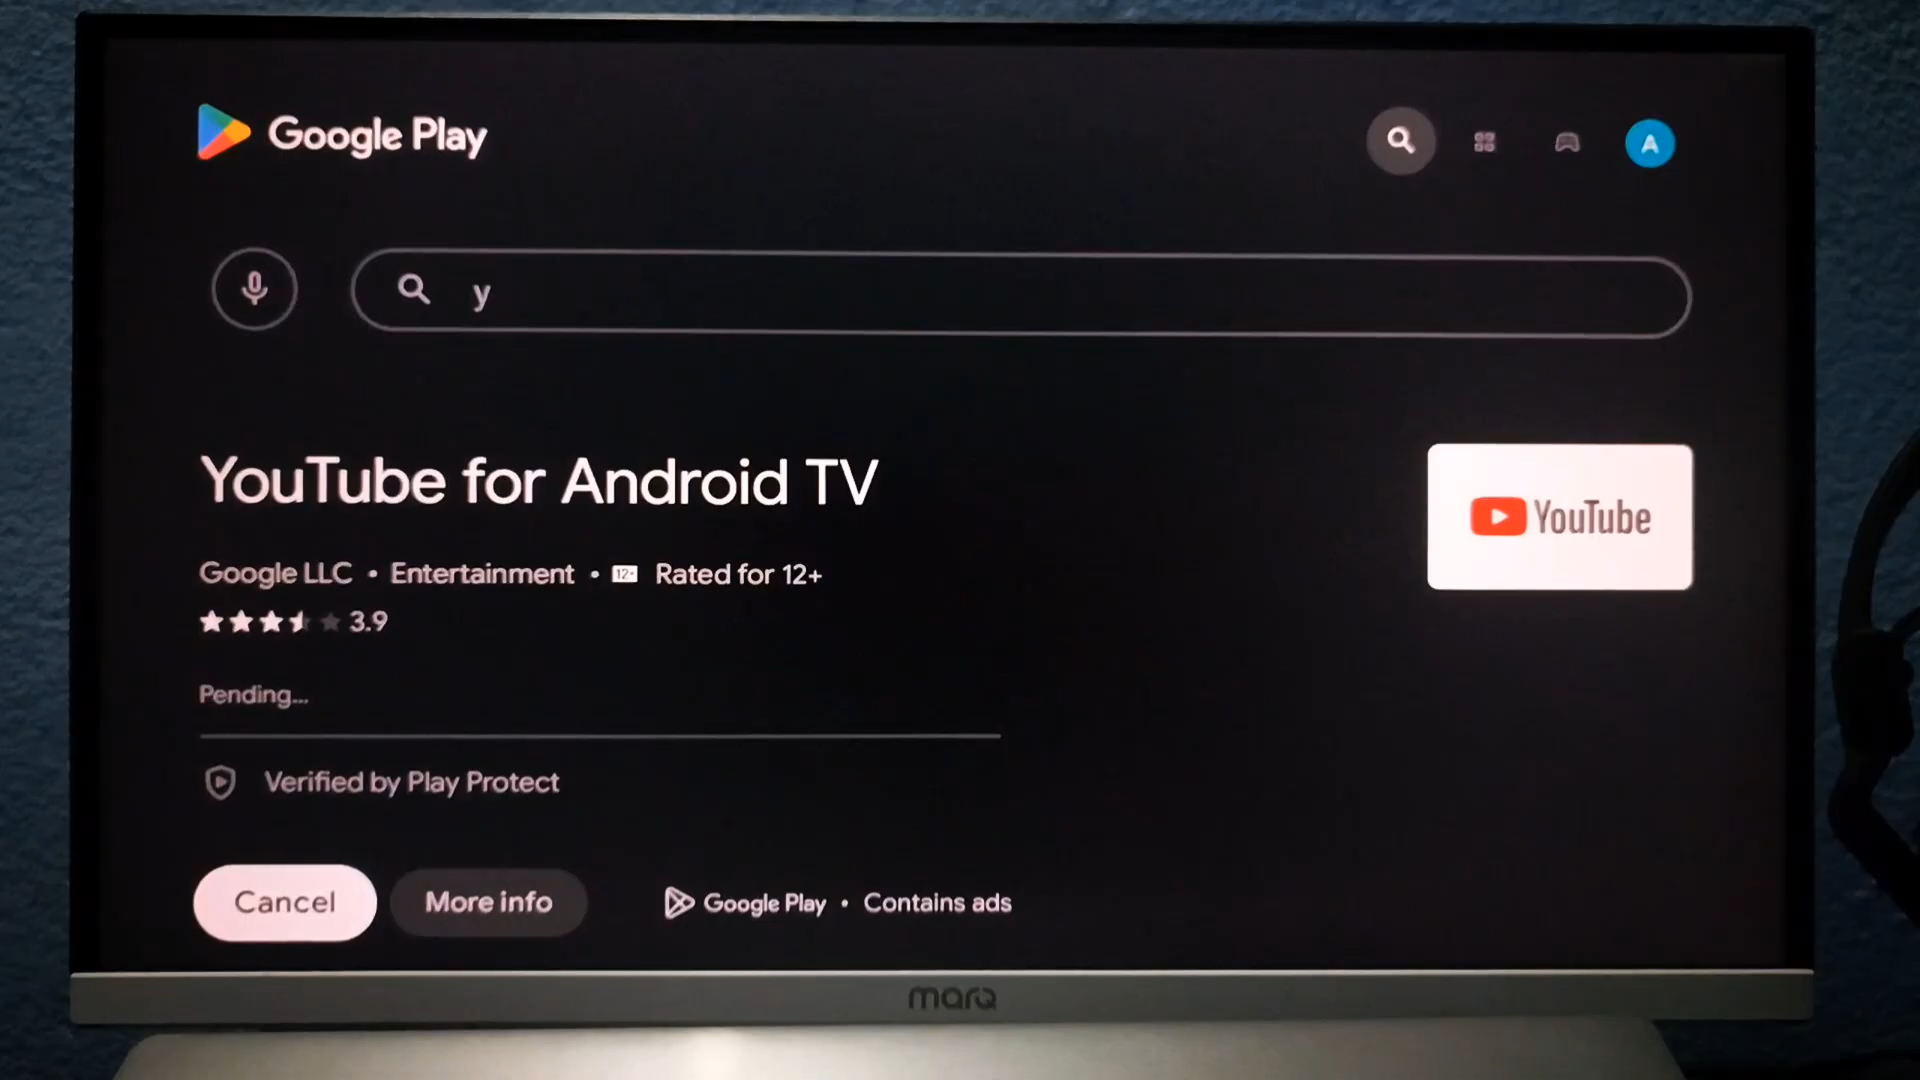 Google Play
A
y
YouTube for Android TV
YouTube
Google LLC • Entertainment • 12+ Rated for 12+
3.9
Pending...
Verified by Play Protect
Cancel More info Google Play • Contains ads
marQ